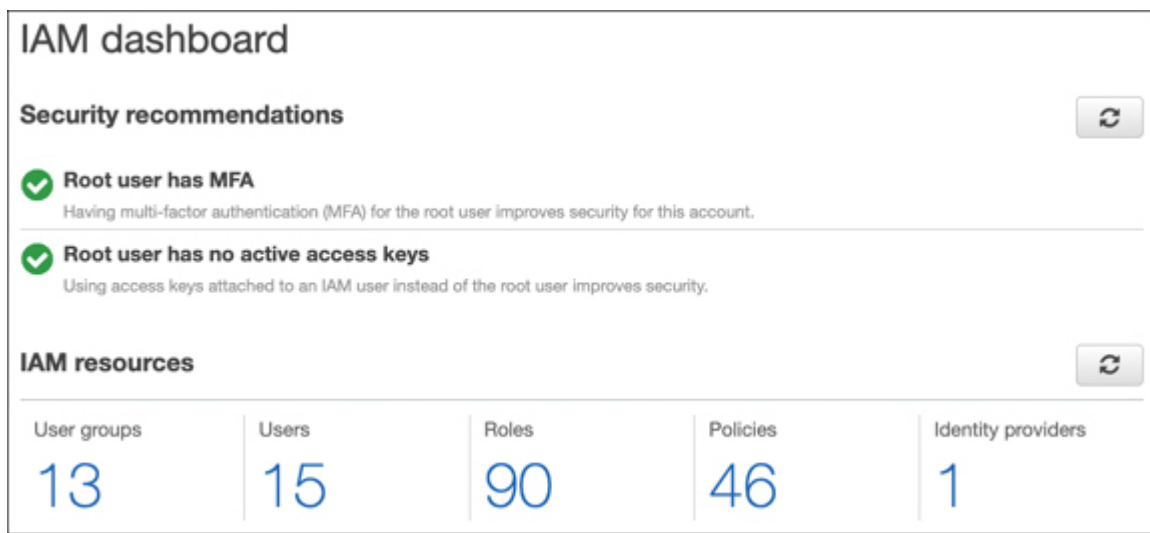 IAM dashboard
Security recommendations
Root user has MFA
Having multi-factor authentication (MFA) for the root user improves security for this account.
Root user has no active access keys
Using access keys attached to an IAM user instead of the root user improves security.
IAM resources
User groups Users Roles Policies Identity providers
13 15 90 46 1